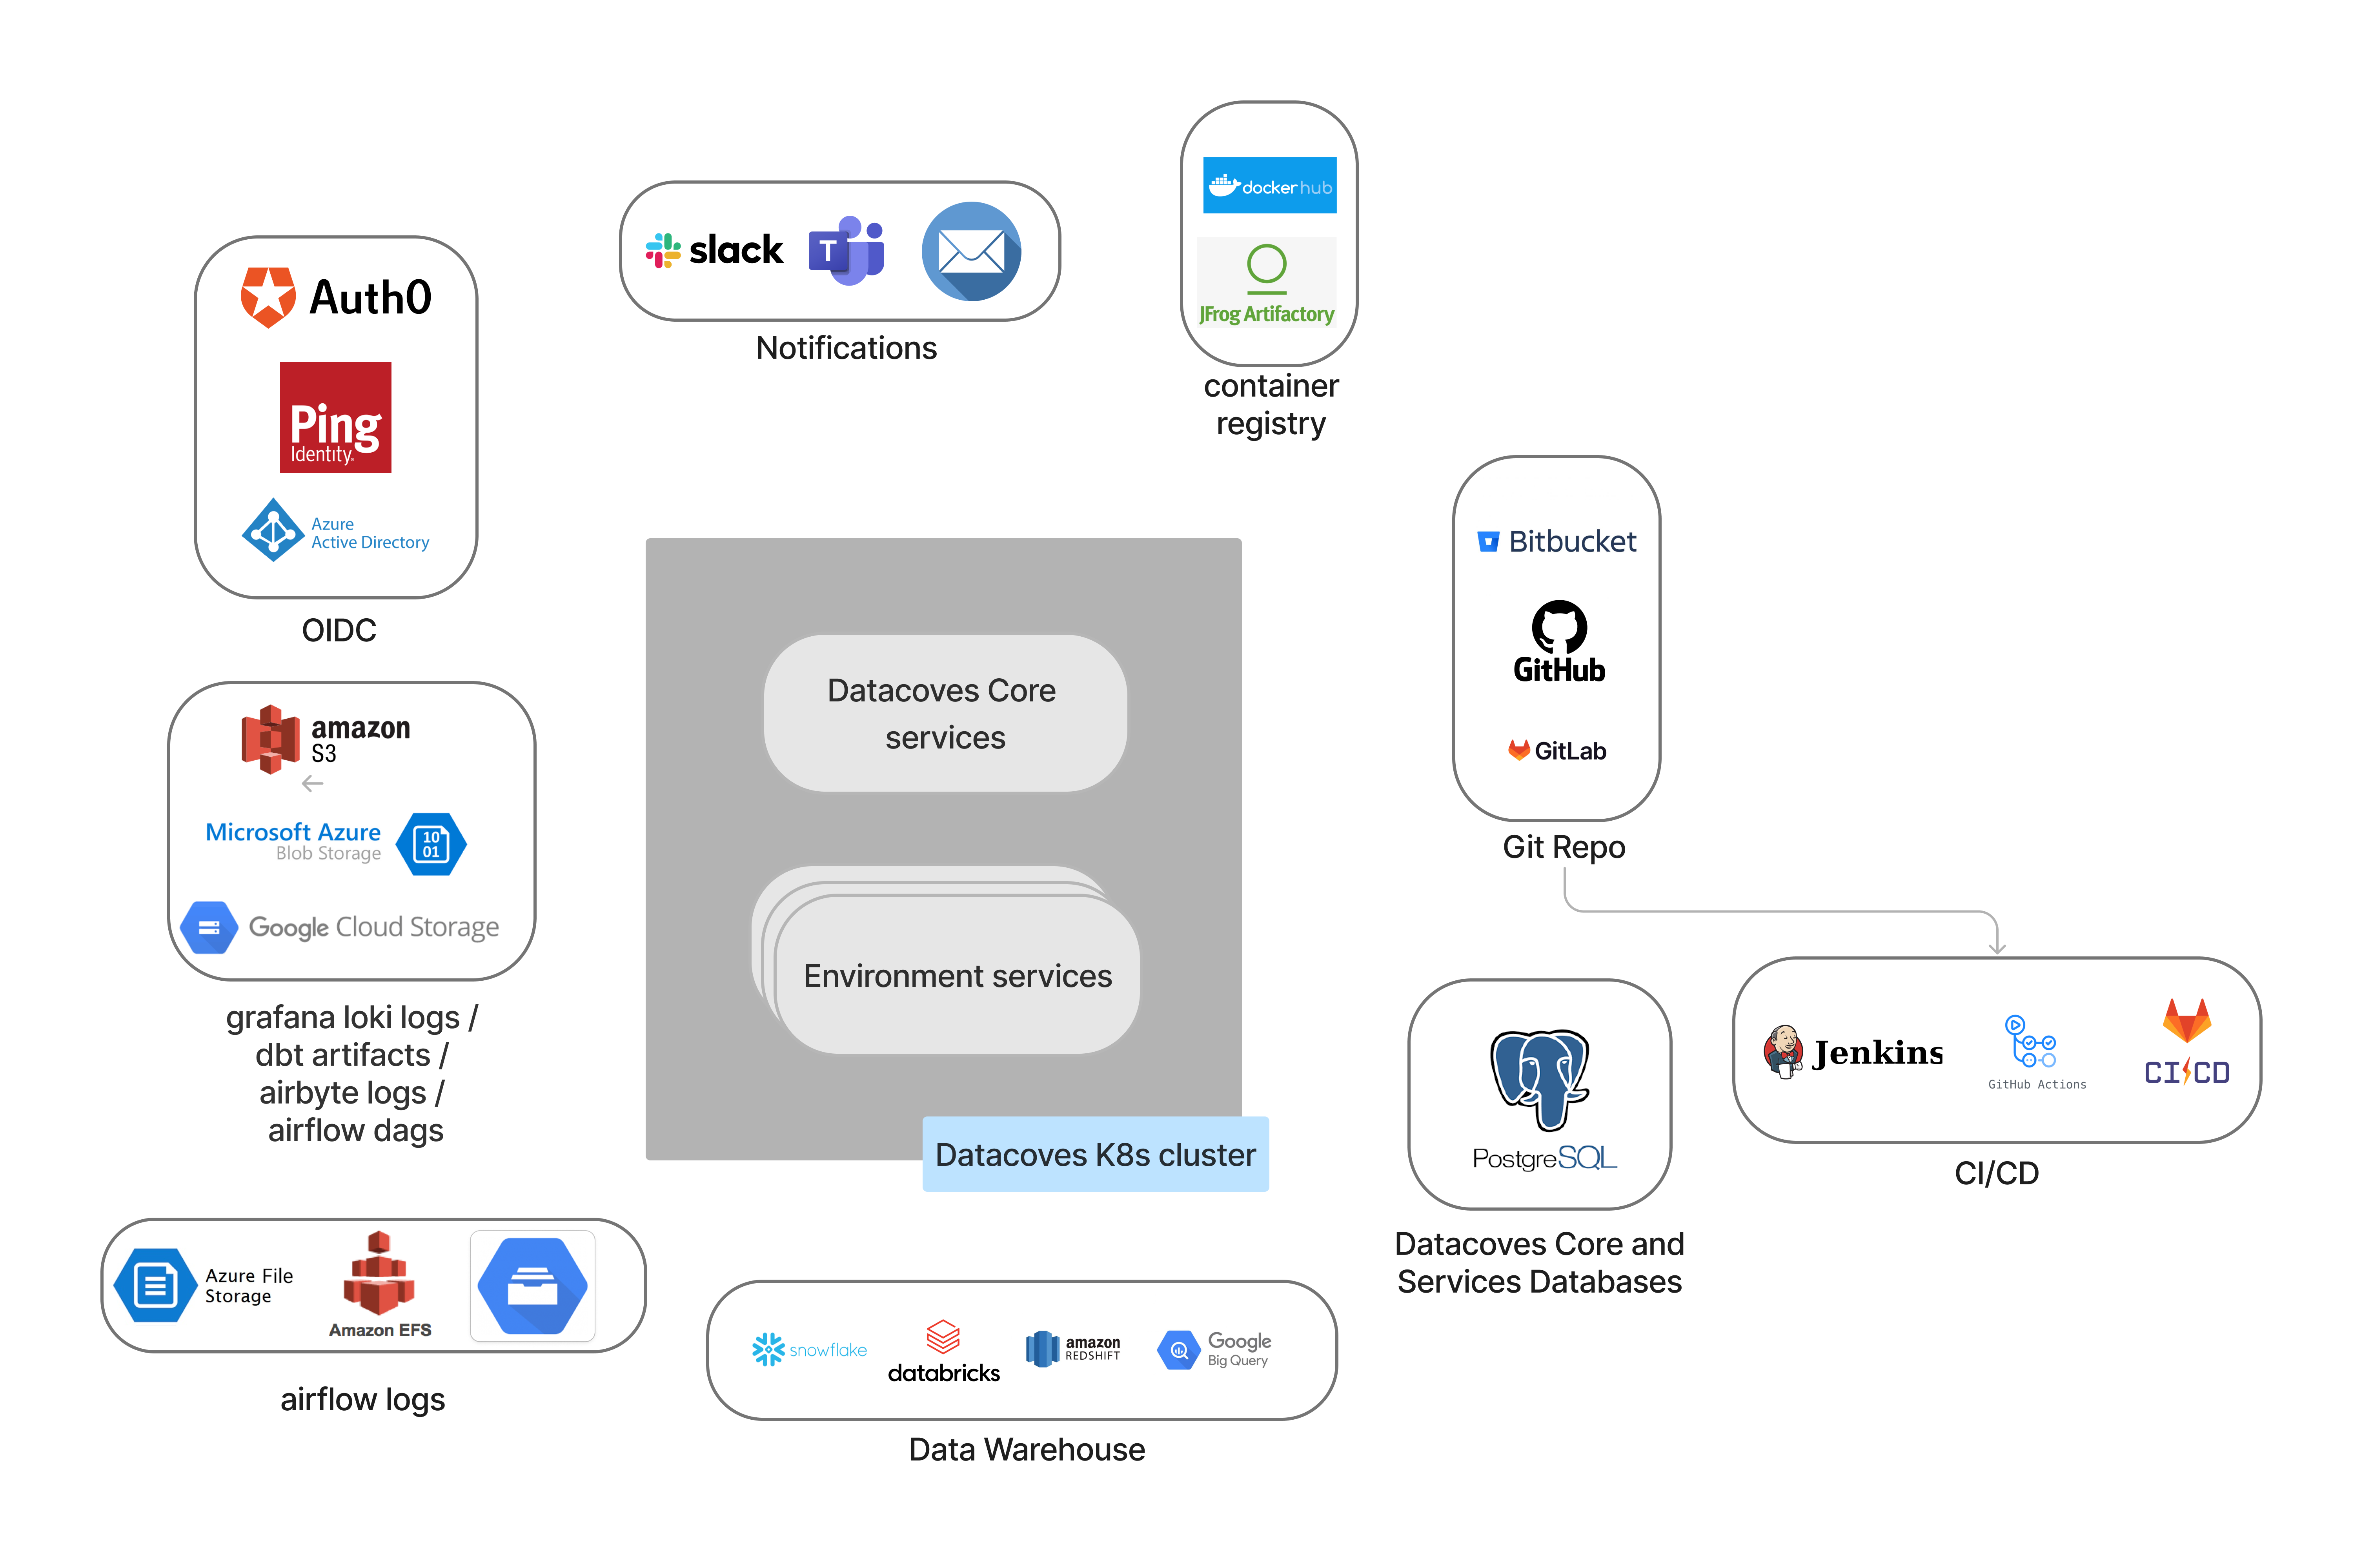 dockerhub
JFrog Artifactory
container
registry
slack
T
Notifications
Auth0
Ping
Identity®
Azure
Active Directory
OIDC
Bitbucket
GitHub
GitLab
Git Repo
Datacoves Core
services
Environment services
Datacoves K8s cluster
amazon
S3
Microsoft Azure
Blob Storage
10
01
Google Cloud Storage
grafana loki logs /
dbt artifacts /
airbyte logs /
airflow dags
Jenkins
GitHub Actions
CI CD
CI/CD
PostgreSQL
Datacoves Core and
Services Databases
Azure File
Storage
Amazon EFS
airflow logs
snowflake
databricks
amazon
REDSHIFT
Google
Big Query
Data Warehouse